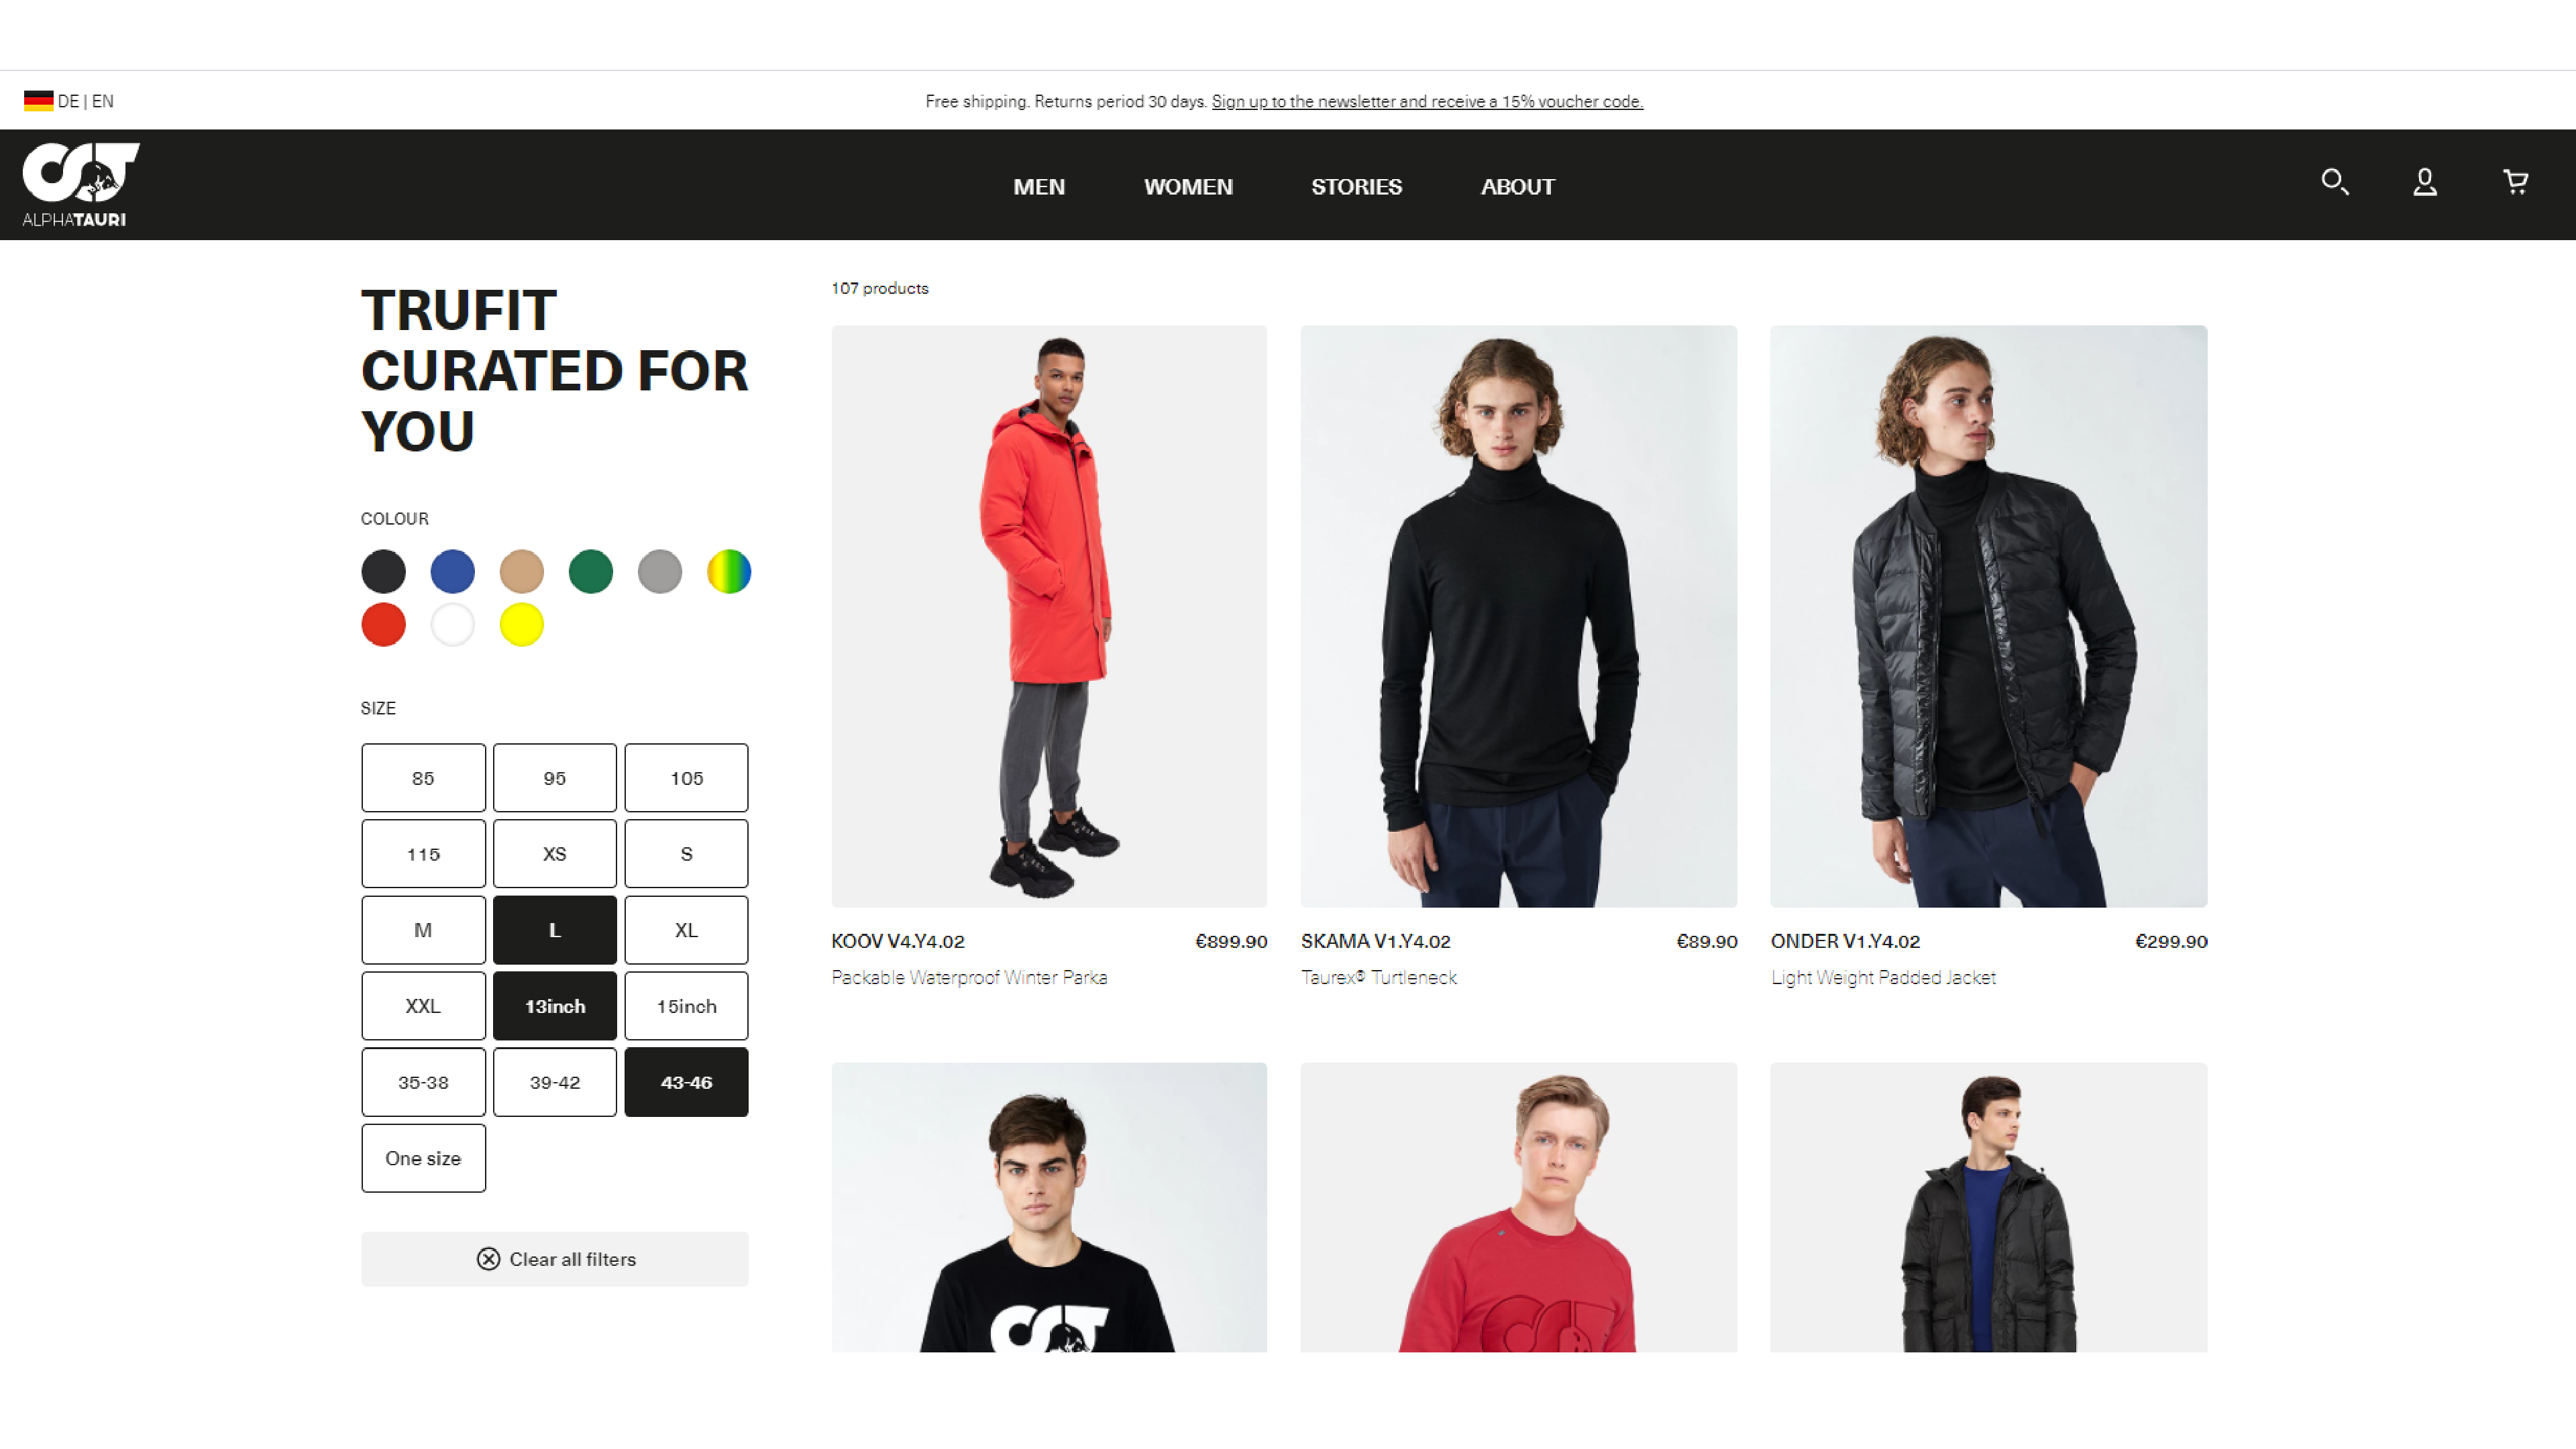 DE | EN
Free shipping. Returns period 30 days. Sign up to the newsletter and receive a 15% voucher code.
ALPHATAURI
MEN WOMEN STORIES ABOUT
TRUFIT
CURATED FOR
YOU
COLOUR
SIZE
85 95 105
115 XS S
M L XL
XXL 13inch 15inch
35-38 39-42 43-46
One size
Clear all filters
107 products
KOOV V4.Y4.02 €899.90
Packable Waterproof Winter Parka
SKAMA V1.Y4.02 €89.90
Taurex® Turtleneck
ONDER V1.Y4.02 €299.90
Light Weight Padded Jacket